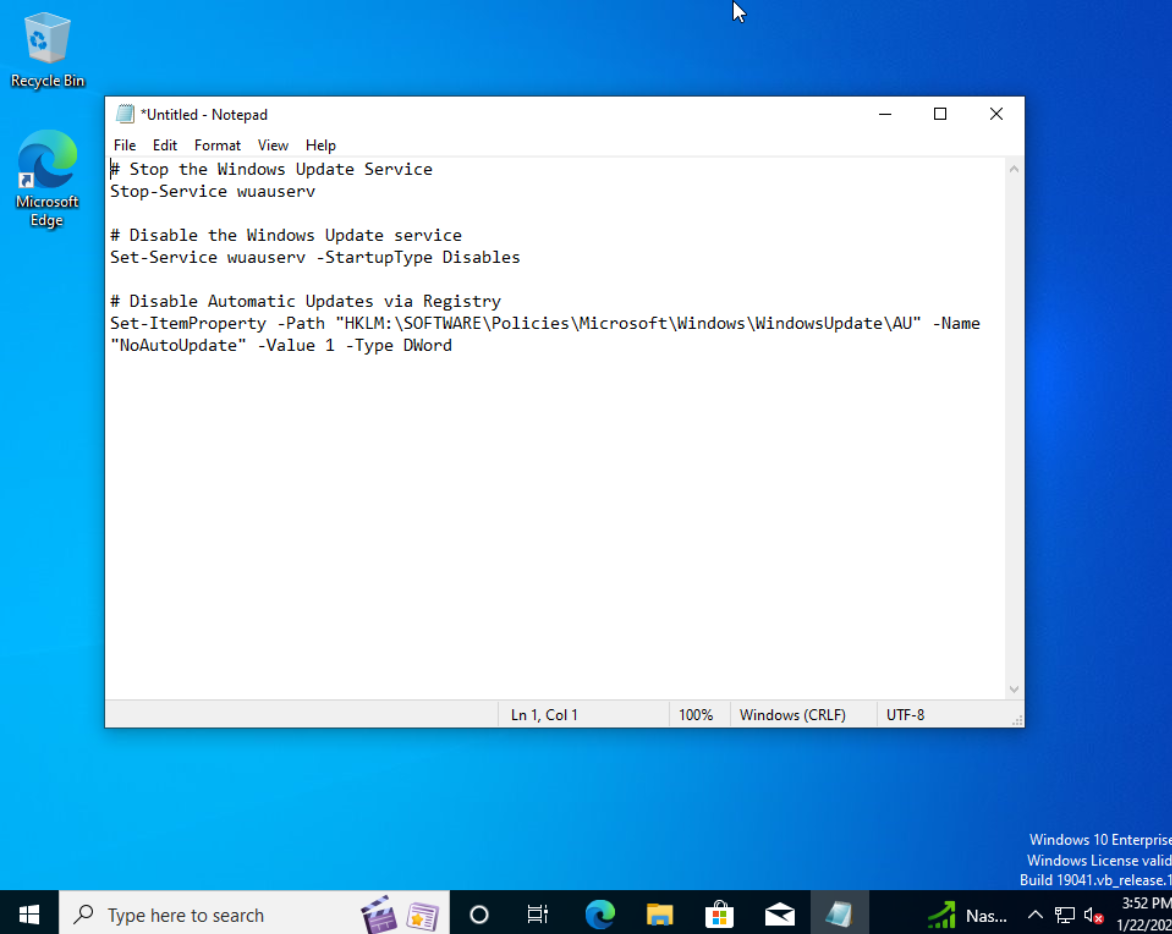 Recycle Bin
Microsoft
Edge
*Untitled - Notepad
File Edit Format View Help
# Stop the Windows Update Service
Stop-Service wuauserv
# Disable the Windows Update service
Set-Service wuauserv -StartupType Disables
# Disable Automatic Updates via Registry
Set-ItemProperty -Path "HKLM:\SOFTWARE\Policies\Microsoft\Windows\WindowsUpdate\AU" -Name
"NoAutoUpdate" -Value 1 -Type DWord
Ln 1, Col 1 100% Windows (CRLF) UTF-8
Windows 10 Enterprise
Windows License valid
Build 19041.vb_release.1
Type here to search
Nas...
3:52 PM
1/22/202